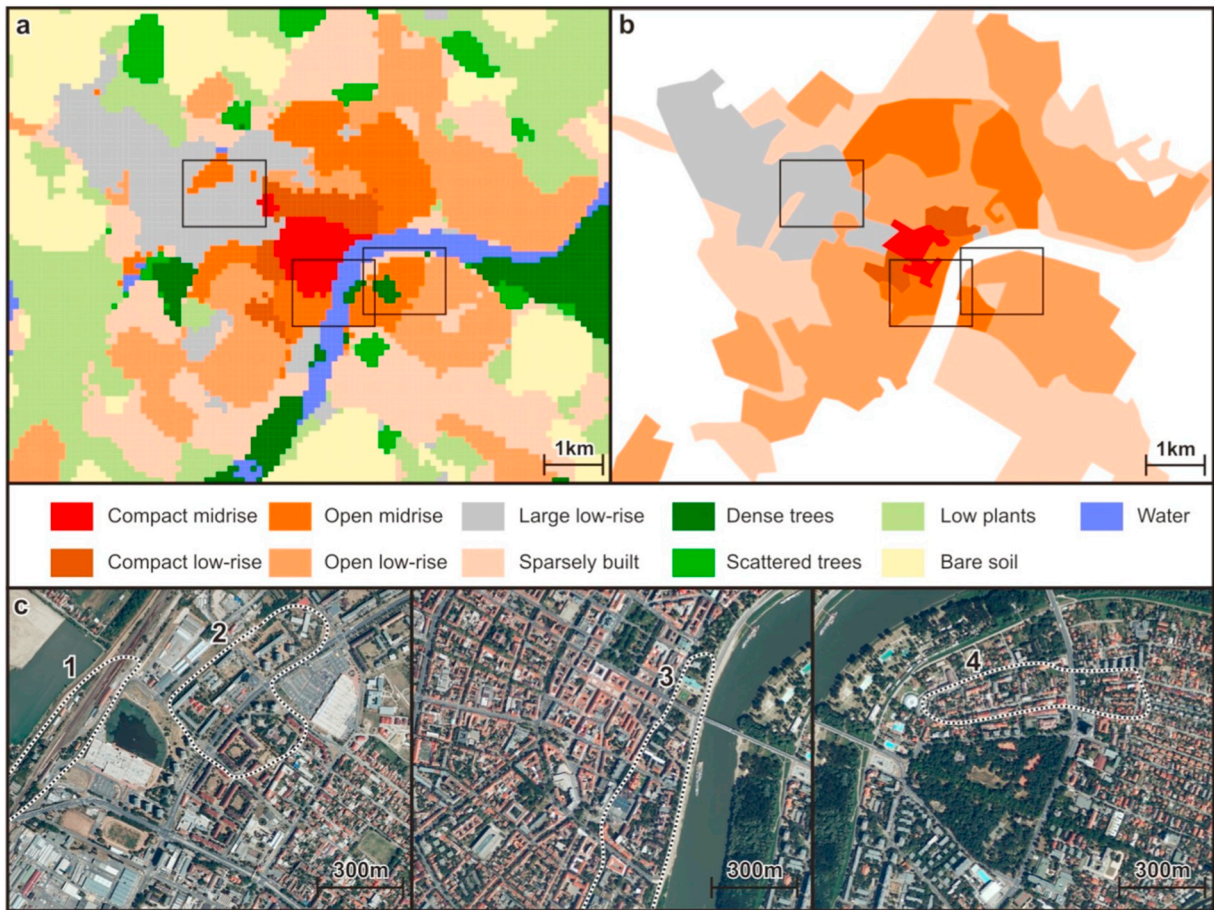 a
b
1km
1km
Compact midrise
Open midrise
Large low-rise
Dense trees
Low plants
Water
Compact low-rise
Open low-rise
Sparsely built
Scattered trees
Bare soil
c
1
2
3
4
300m
300m
300m